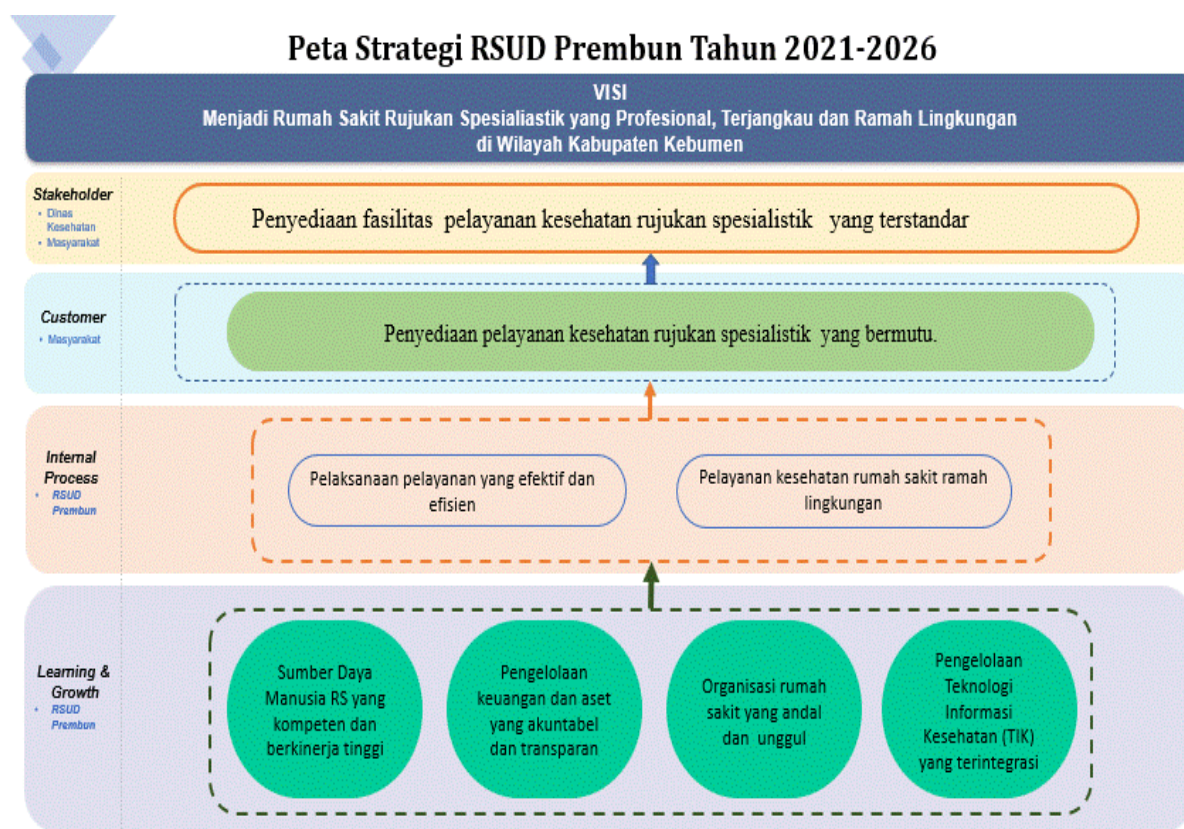 Peta Strategi RSUD Prembun Tahun 2021-2026
VISI
Menjadi Rumah Sakit Rujukan Spesialiastik yang Profesional, Terjangkau dan Ramah Lingkungan
di Wilayah Kabupaten Kebumen
Stakeholder
• Dinas
Kesehatan
• Masyarakat
Penyediaan fasilitas pelayanan kesehatan rujukan spesialistik yang terstandar
Customer
• Masyarakat
Penyediaan pelayanan kesehatan rujukan spesialistik yang bermutu.
Internal
Process
• RSUD
Prembun
Pelaksanaan pelayanan yang efektif dan
efisien
Pelayanan kesehatan rumah sakit ramah
lingkungan
Learning &
Growth
• RSUD
Prembun
Sumber Daya
Manusia RS yang
kompeten dan
berkinerja tinggi
Pengelolaan
keuangan dan aset
yang akuntabel
dan transparan
Organisasi rumah
sakit yang andal
dan unggul
Pengelolaan
Teknologi
Informasi
Kesehatan (TIK)
yang terintegrasi